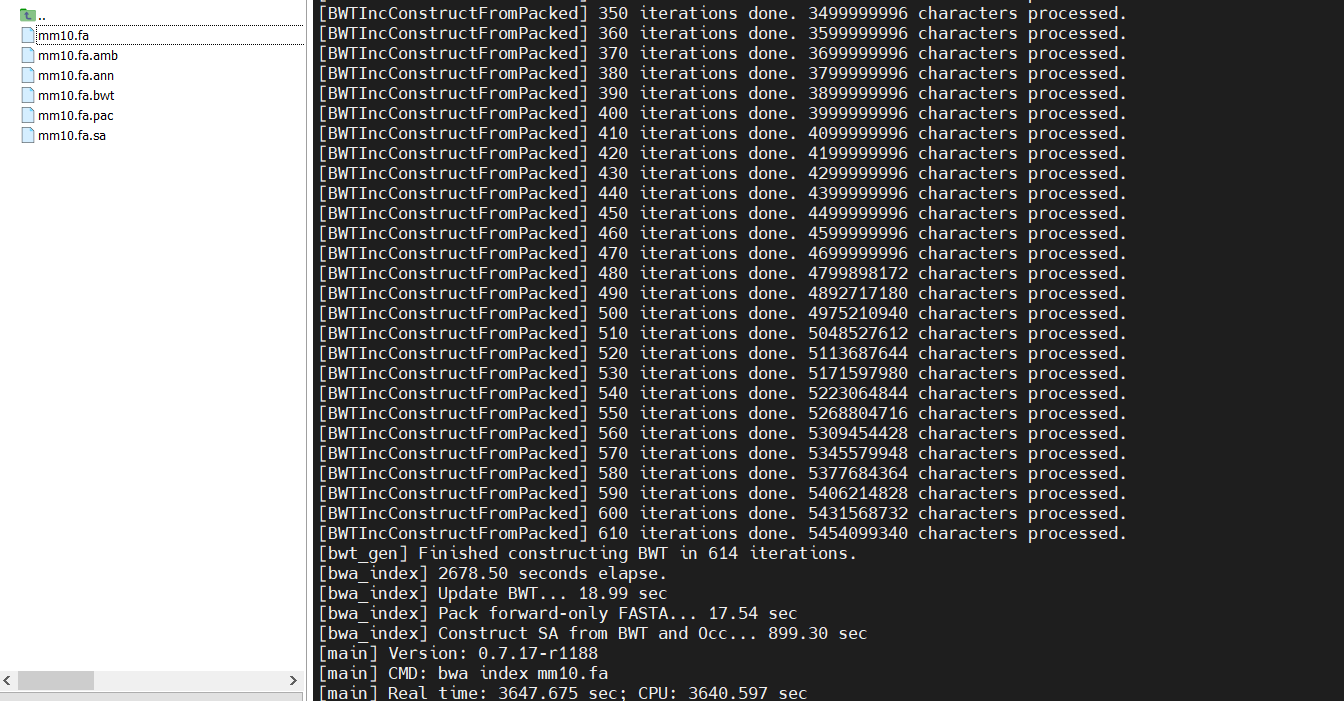 ..
mm10.fa
mm10.fa.amb
mm10.fa.ann
mm10.fa.bwt
mm10.fa.pac
mm10.fa.sa
[BWTIncConstructFromPacked] 350 iterations done. 3499999996 characters processed.
[BWTIncConstructFromPacked] 360 iterations done. 3599999996 characters processed.
[BWTIncConstructFromPacked] 370 iterations done. 3699999996 characters processed.
[BWTIncConstructFromPacked] 380 iterations done. 3799999996 characters processed.
[BWTIncConstructFromPacked] 390 iterations done. 3899999996 characters processed.
[BWTIncConstructFromPacked] 400 iterations done. 3999999996 characters processed.
[BWTIncConstructFromPacked] 410 iterations done. 4099999996 characters processed.
[BWTIncConstructFromPacked] 420 iterations done. 4199999996 characters processed.
[BWTIncConstructFromPacked] 430 iterations done. 4299999996 characters processed.
[BWTIncConstructFromPacked] 440 iterations done. 4399999996 characters processed.
[BWTIncConstructFromPacked] 450 iterations done. 4499999996 characters processed.
[BWTIncConstructFromPacked] 460 iterations done. 4599999996 characters processed.
[BWTIncConstructFromPacked] 470 iterations done. 4699999996 characters processed.
[BWTIncConstructFromPacked] 480 iterations done. 4799898172 characters processed.
[BWTIncConstructFromPacked] 490 iterations done. 4892717180 characters processed.
[BWTIncConstructFromPacked] 500 iterations done. 4975210940 characters processed.
[BWTIncConstructFromPacked] 510 iterations done. 5048527612 characters processed.
[BWTIncConstructFromPacked] 520 iterations done. 5113687644 characters processed.
[BWTIncConstructFromPacked] 530 iterations done. 5171597980 characters processed.
[BWTIncConstructFromPacked] 540 iterations done. 5223064844 characters processed.
[BWTIncConstructFromPacked] 550 iterations done. 5268804716 characters processed.
[BWTIncConstructFromPacked] 560 iterations done. 5309454428 characters processed.
[BWTIncConstructFromPacked] 570 iterations done. 5345579948 characters processed.
[BWTIncConstructFromPacked] 580 iterations done. 5377684364 characters processed.
[BWTIncConstructFromPacked] 590 iterations done. 5406214828 characters processed.
[BWTIncConstructFromPacked] 600 iterations done. 5431568732 characters processed.
[BWTIncConstructFromPacked] 610 iterations done. 5454099340 characters processed.
[bwt_gen] Finished constructing BWT in 614 iterations.
[bwa_index] 2678.50 seconds elapse.
[bwa_index] Update BWT... 18.99 sec
[bwa_index] Pack forward-only FASTA... 17.54 sec
[bwa_index] Construct SA from BWT and Occ... 899.30 sec
[main] Version: 0.7.17-r1188
[main] CMD: bwa index mm10.fa
[main] Real time: 3647.675 sec; CPU: 3640.597 sec